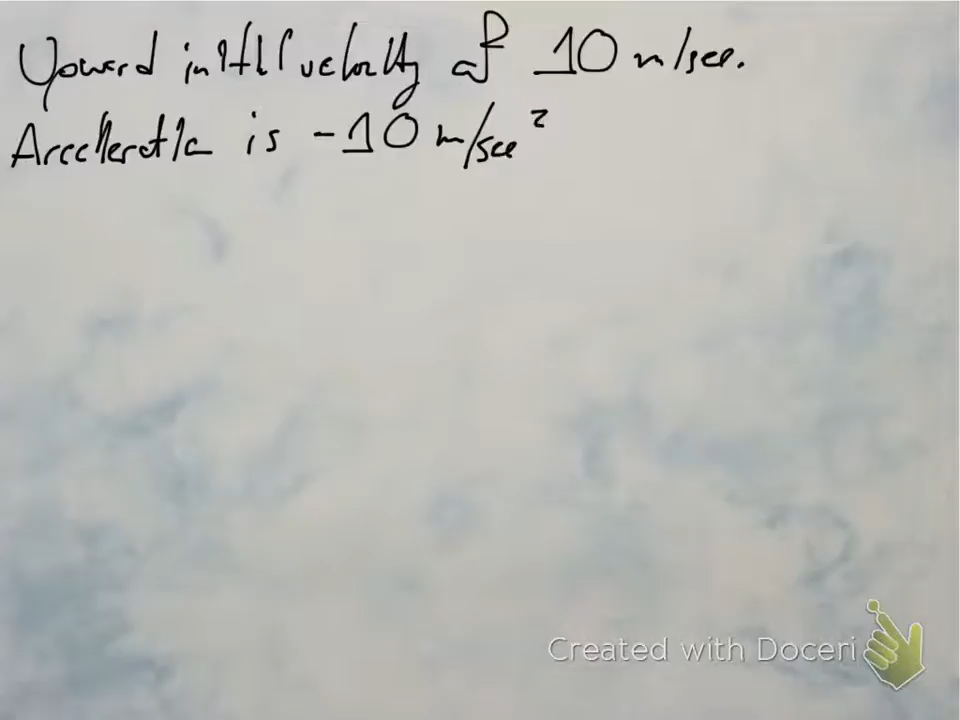 Upward initial velocity of 10 m/sec.
Acceleration is -10 m/sec²
Created with Doceri